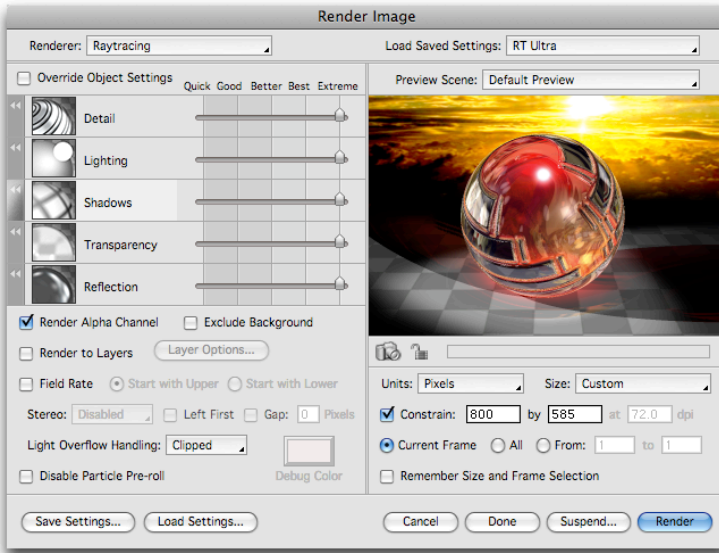 Render Image
Renderer: Raytracing
Load Saved Settings: RT Ultra
Override Object Settings
Quick Good Better Best Extreme
Preview Scene: Default Preview
Detail
Lighting
Shadows
Transparency
Reflection
Render Alpha Channel
Exclude Background
Render to Layers
Layer Options...
Field Rate
Start with Upper
Start with Lower
Units: Pixels
Size: Custom
Stereo: Disabled
Left First
Gap: 0 Pixels
Constrain: 800 by 585 at 72.0 dpi
Light Overflow Handling: Clipped
Debug Color
Current Frame
All
From: 1 to 1
Disable Particle Pre-roll
Remember Size and Frame Selection
Save Settings...
Load Settings...
Cancel
Done
Suspend...
Render